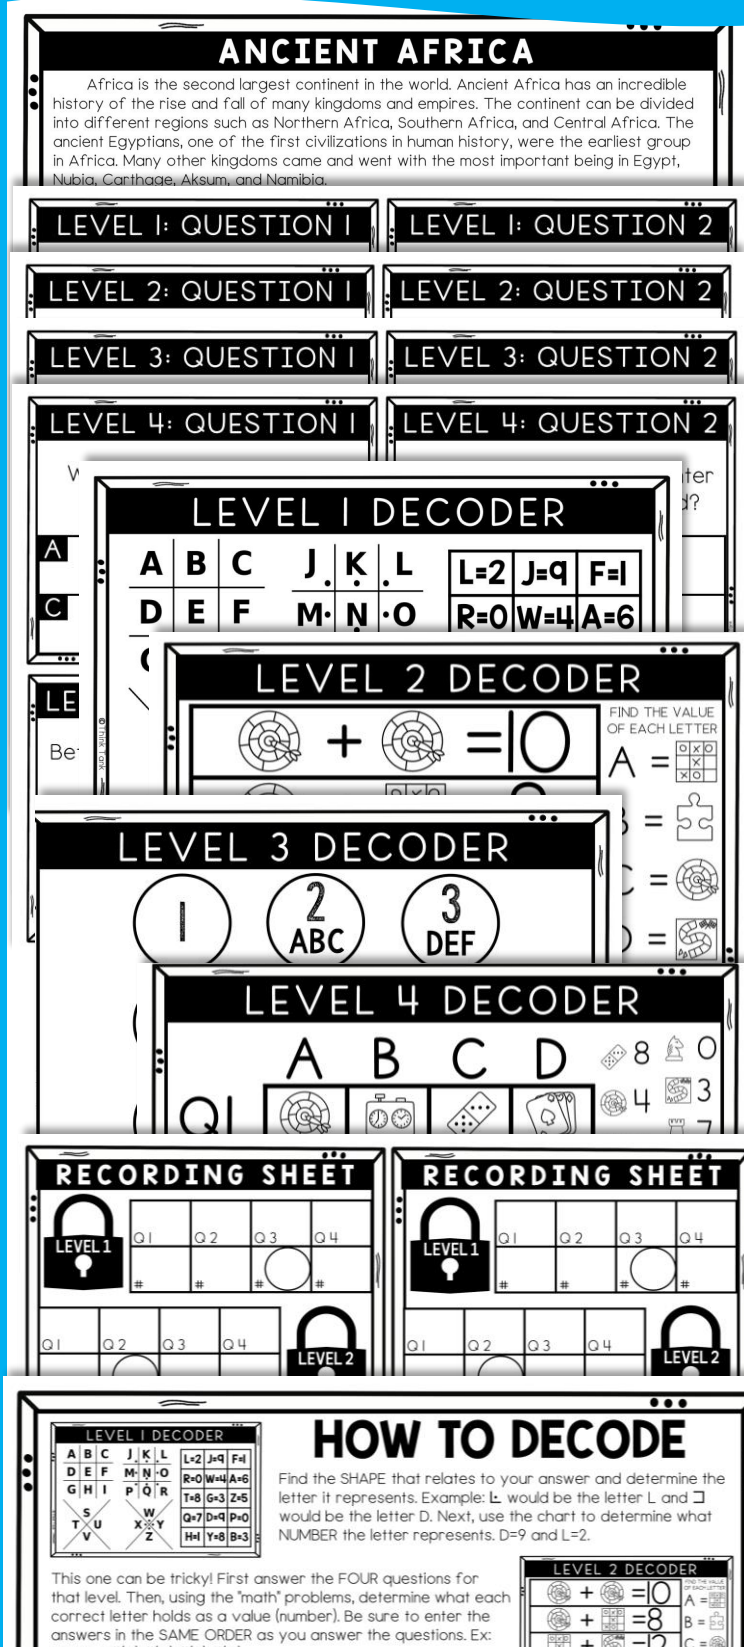 ANCIENT AFRICA
Africa is the second largest continent in the world. Ancient Africa has an incredible
history of the rise and fall of many kingdoms and empires. The continent can be divided
into different regions such as Northern Africa, Southern Africa, and Central Africa. The
ancient Egyptians, one of the first civilizations in human history, were the earliest group
in Africa. Many other kingdoms came and went with the most important being in Egypt,
Nubia, Carthage, Aksum, and Namibia.
LEVEL 1: QUESTION 1
LEVEL 1: QUESTION 2
LEVEL 2: QUESTION 1
LEVEL 2: QUESTION 2
LEVEL 3: QUESTION 1
LEVEL 3: QUESTION 2
LEVEL 4: QUESTION 1
LEVEL 4: QUESTION 2
A
C
LE
Be
LEVEL 1 DECODER
A B C
J K L
L=2 J=9 F=1
D E F
M N O
R=0 W=4 A=6
© Think Tank
LEVEL 2 DECODER
+ =10
FIND THE VALUE
OF EACH LETTER
A =
B =
C =
D =
LEVEL 3 DECODER
1
2
ABC
3
DEF
LEVEL 4 DECODER
A B C D
8 0
Q1
4 3
7
RECORDING SHEET
LEVEL 1
Q1 Q2 Q3 Q4
# # # #
Q1 Q2 Q3 Q4
LEVEL 2
RECORDING SHEET
LEVEL 1
Q1 Q2 Q3 Q4
# # # #
Q1 Q2 Q3 Q4
LEVEL 2
LEVEL 1 DECODER
A B C J K L L=2 J=9 F=1
D E F M N O R=0 W=4 A=6
G H I P Q R T=8 G=3 Z=5
S W Q=7 D=9 P=0
T U X Y
V Z H=1 Y=8 B=3
HOW TO DECODE
Find the SHAPE that relates to your answer and determine the
letter it represents. Example: would be the letter L and
would be the letter D. Next, use the chart to determine what
NUMBER the letter represents. D=9 and L=2.
This one can be tricky! First answer the FOUR questions for
that level. Then, using the "math" problems, determine what each
correct letter holds as a value (number). Be sure to enter the
answers in the SAME ORDER as you answer the questions. Ex:
LEVEL 2 DECODER
+ =10
FIND THE VALUE
OF EACH LETTER
A =
+ =8
B =
+
C =